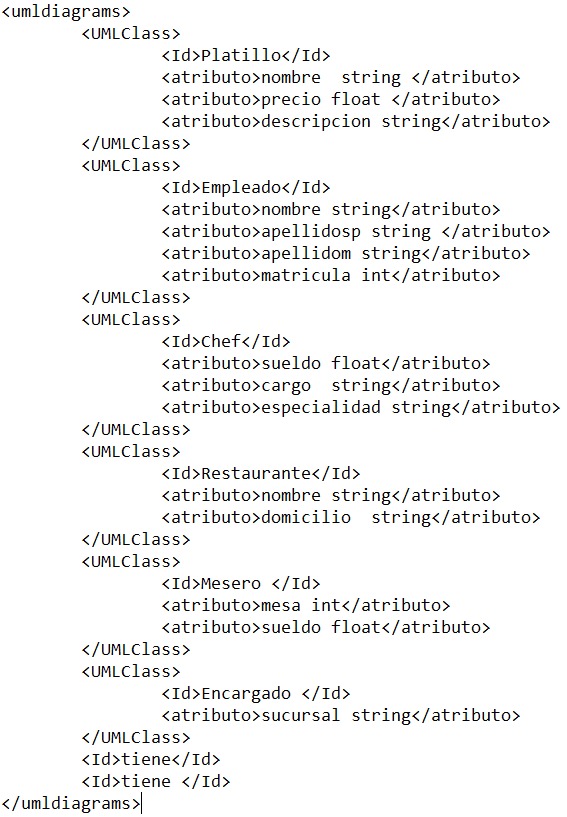 <umldiagrams>
<UMLClass>
<Id>Platillo</Id>
<atributo>nombre  string </atributo>
<atributo>precio float </atributo>
<atributo>descripcion string</atributo>
</UMLClass>
<UMLClass>
<Id>Empleado</Id>
<atributo>nombre string</atributo>
<atributo>apellidosp string </atributo>
<atributo>apellidom string</atributo>
<atributo>matricula int</atributo>
</UMLClass>
<UMLClass>
<Id>Chef</Id>
<atributo>sueldo float</atributo>
<atributo>cargo  string</atributo>
<atributo>especialidad string</atributo>
</UMLClass>
<UMLClass>
<Id>Restaurante</Id>
<atributo>nombre string</atributo>
<atributo>domicilio  string</atributo>
</UMLClass>
<UMLClass>
<Id>Mesero </Id>
<atributo>mesa int</atributo>
<atributo>sueldo float</atributo>
</UMLClass>
<UMLClass>
<Id>Encargado </Id>
<atributo>sucursal string</atributo>
</UMLClass>
<Id>tiene</Id>
<Id>tiene </Id>
</umldiagrams>